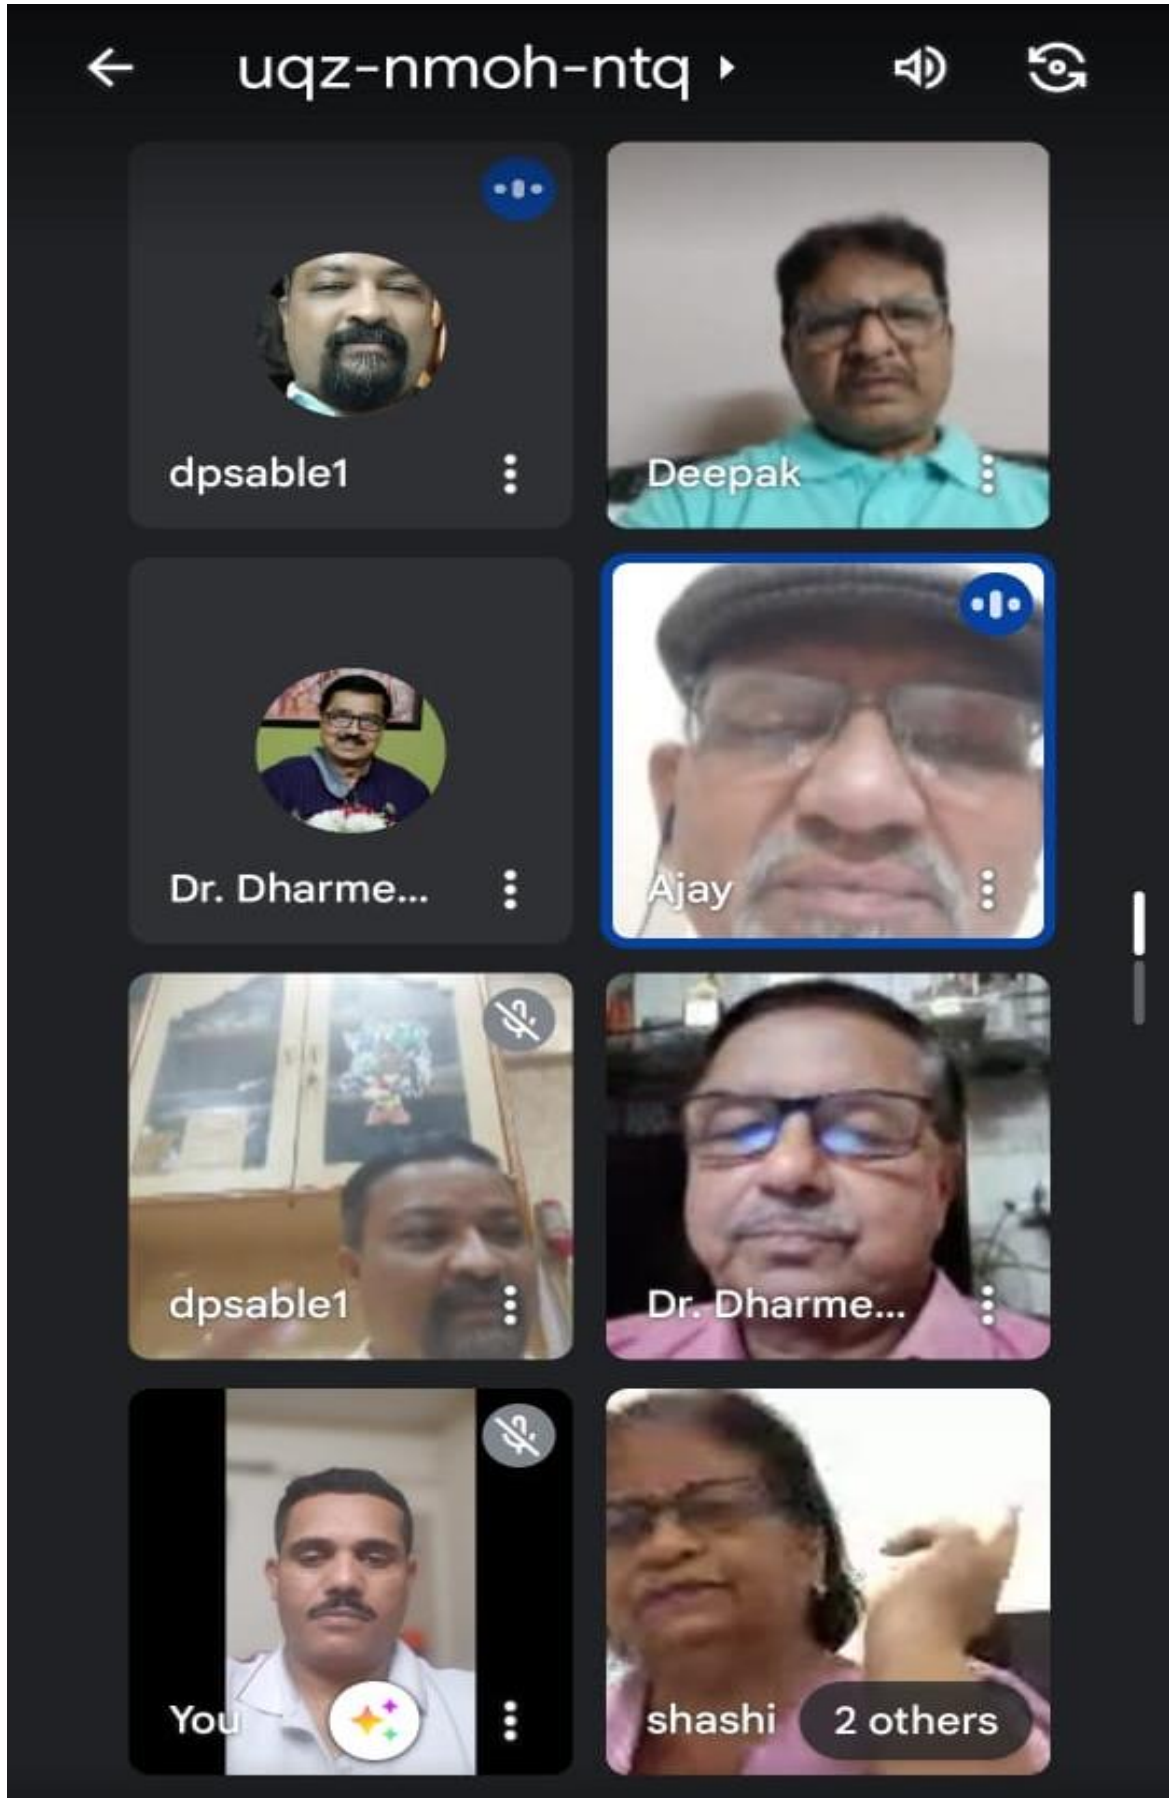 uqz-nmoh-ntq
dpsable1
Deepak
Dr. Dharme...
Ajay
dpsable1
Dr. Dharme...
You
shashi
2 others